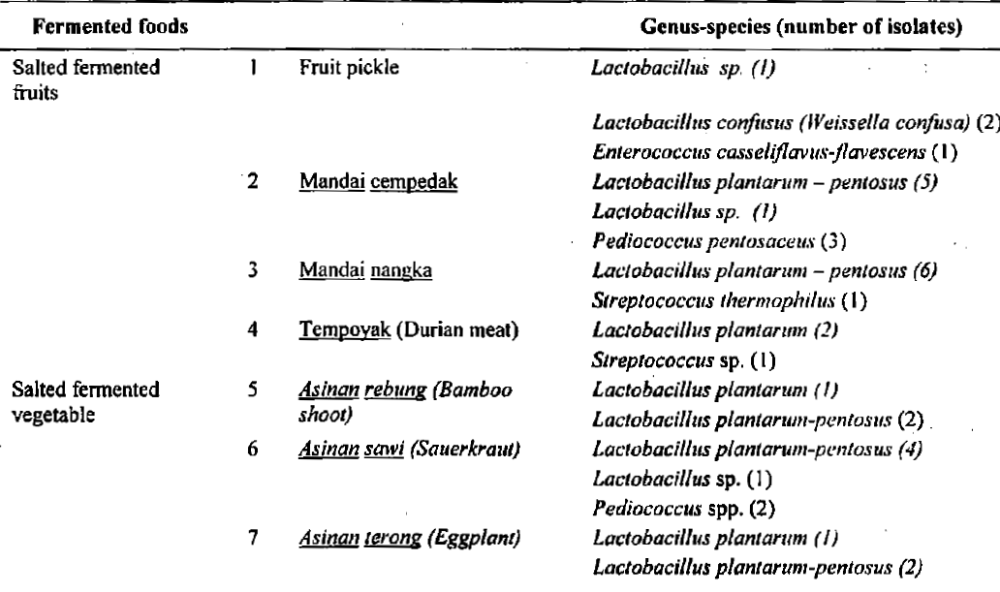 Fermented foods Genus-species (number of isolates)
Salted fermented 1 Fruit pickle Lactobacillus sp. (1)
fruits
Lactobacillus confusus (Weissella confusa) (2)
Enterococcus casseliflavus-flavescens (1)
2 Mandai cempedak Lactobacillus plantarum – pentosus (5)
Lactobacillus sp. (1)
Pediococcus pentosaceus (3)
3 Mandai nangka Lactobacillus plantarum – pentosus (6)
Streptococcus thermophilus (1)
4 Tempoyak (Durian meat) Lactobacillus plantarum (2)
Streptococcus sp. (1)
Salted fermented 5 Asinan rebung (Bamboo Lactobacillus plantarum (1)
vegetable shoot) Lactobacillus plantarum-pentosus (2)
6 Asinan sawi (Sauerkraut) Lactobacillus plantarum-pentosus (4)
Lactobacillus sp. (1)
Pediococcus spp. (2)
7 Asinan terong (Eggplant) Lactobacillus plantarum (1)
Lactobacillus plantarum-pentosus (2)